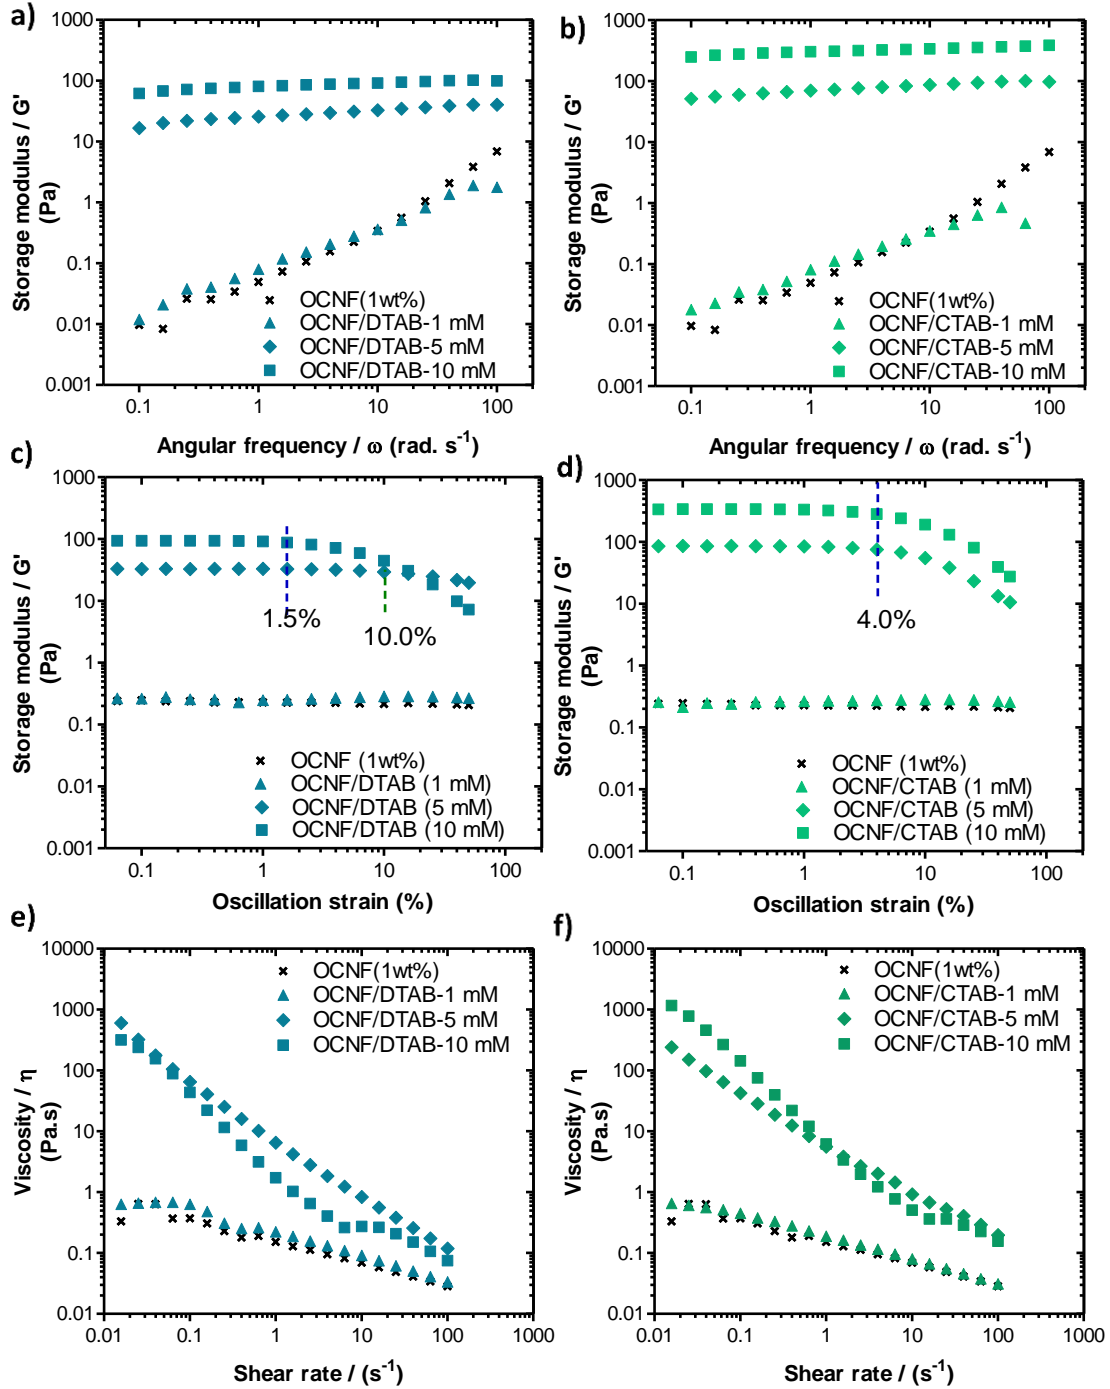 a)
Storage modulus / G'
(Pa)
1000
100
10
1
0.1
0.01
0.001
OCNF(1wt%)
OCNF/DTAB-1 mM
OCNF/DTAB-5 mM
OCNF/DTAB-10 mM
0.1
1
10
100
Angular frequency / ω (rad. s⁻¹)
b)
Storage modulus / G'
(Pa)
1000
100
10
1
0.1
0.01
0.001
OCNF(1wt%)
OCNF/CTAB-1 mM
OCNF/CTAB-5 mM
OCNF/CTAB-10 mM
0.1
1
10
100
Angular frequency / ω (rad. s⁻¹)
c)
Storage modulus / G'
(Pa)
1000
100
10
1
0.1
0.01
0.001
1.5%
10.0%
OCNF (1wt%)
OCNF/DTAB (1 mM)
OCNF/DTAB (5 mM)
OCNF/DTAB (10 mM)
0.1
1
10
100
Oscillation strain (%)
d)
Storage modulus / G'
(Pa)
1000
100
10
1
0.1
0.01
0.001
4.0%
OCNF (1wt%)
OCNF/CTAB (1 mM)
OCNF/CTAB (5 mM)
OCNF/CTAB (10 mM)
0.1
1
10
100
Oscillation strain (%)
e)
Viscosity / η
(Pa.s)
10000
1000
100
10
1
0.1
0.01
OCNF(1wt%)
OCNF/DTAB-1 mM
OCNF/DTAB-5 mM
OCNF/DTAB-10 mM
0.01
0.1
1
10
100
1000
Shear rate / (s⁻¹)
f)
Viscosity / η
(Pa.s)
10000
1000
100
10
1
0.1
0.01
OCNF(1wt%)
OCNF/CTAB-1 mM
OCNF/CTAB-5 mM
OCNF/CTAB-10 mM
0.01
0.1
1
10
100
1000
Shear rate / (s⁻¹)